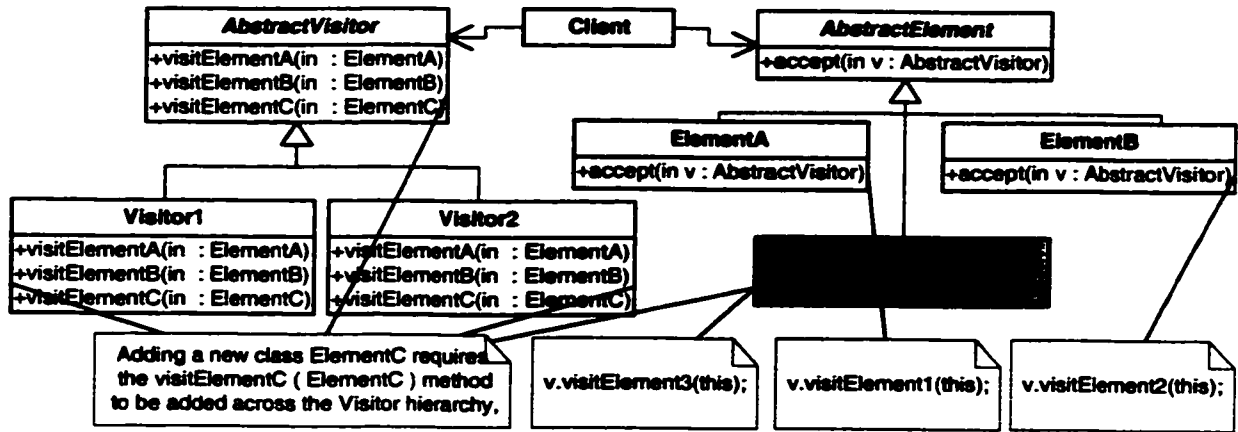 AbstractVisitor
+visitElementA(in : ElementA)
+visitElementB(in : ElementB)
+visitElementC(in : ElementC)
Client
AbstractElement
+accept(in v : AbstractVisitor)
ElementA
+accept(in v : AbstractVisitor)
ElementB
+accept(in v : AbstractVisitor)
Visitor1
+visitElementA(in : ElementA)
+visitElementB(in : ElementB)
+visitElementC(in : ElementC)
Visitor2
+visitElementA(in : ElementA)
+visitElementB(in : ElementB)
+visitElementC(in : ElementC)
Adding a new class ElementC requires
the visitElementC ( ElementC ) method
to be added across the Visitor hierarchy,
v.visitElement3(this);
v.visitElement1(this);
v.visitElement2(this);